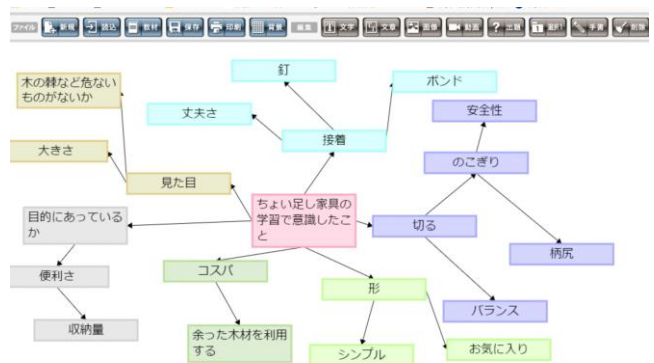 ファイル
新規
読込
教材
保存
印刷
背景
編集
文字
文章
画像
動画
出題
選択
手書
削除
釘
ボンド
木の棘など危ない
ものがないか
丈夫さ
安全性
接着
大きさ
のこぎり
見た目
ちょい足し家具の
学習で意識したこ
と
目的にあっている
か
切る
柄尻
コスパ
便利さ
形
バランス
収納量
余った木材を利用
する
シンプル
お気に入り